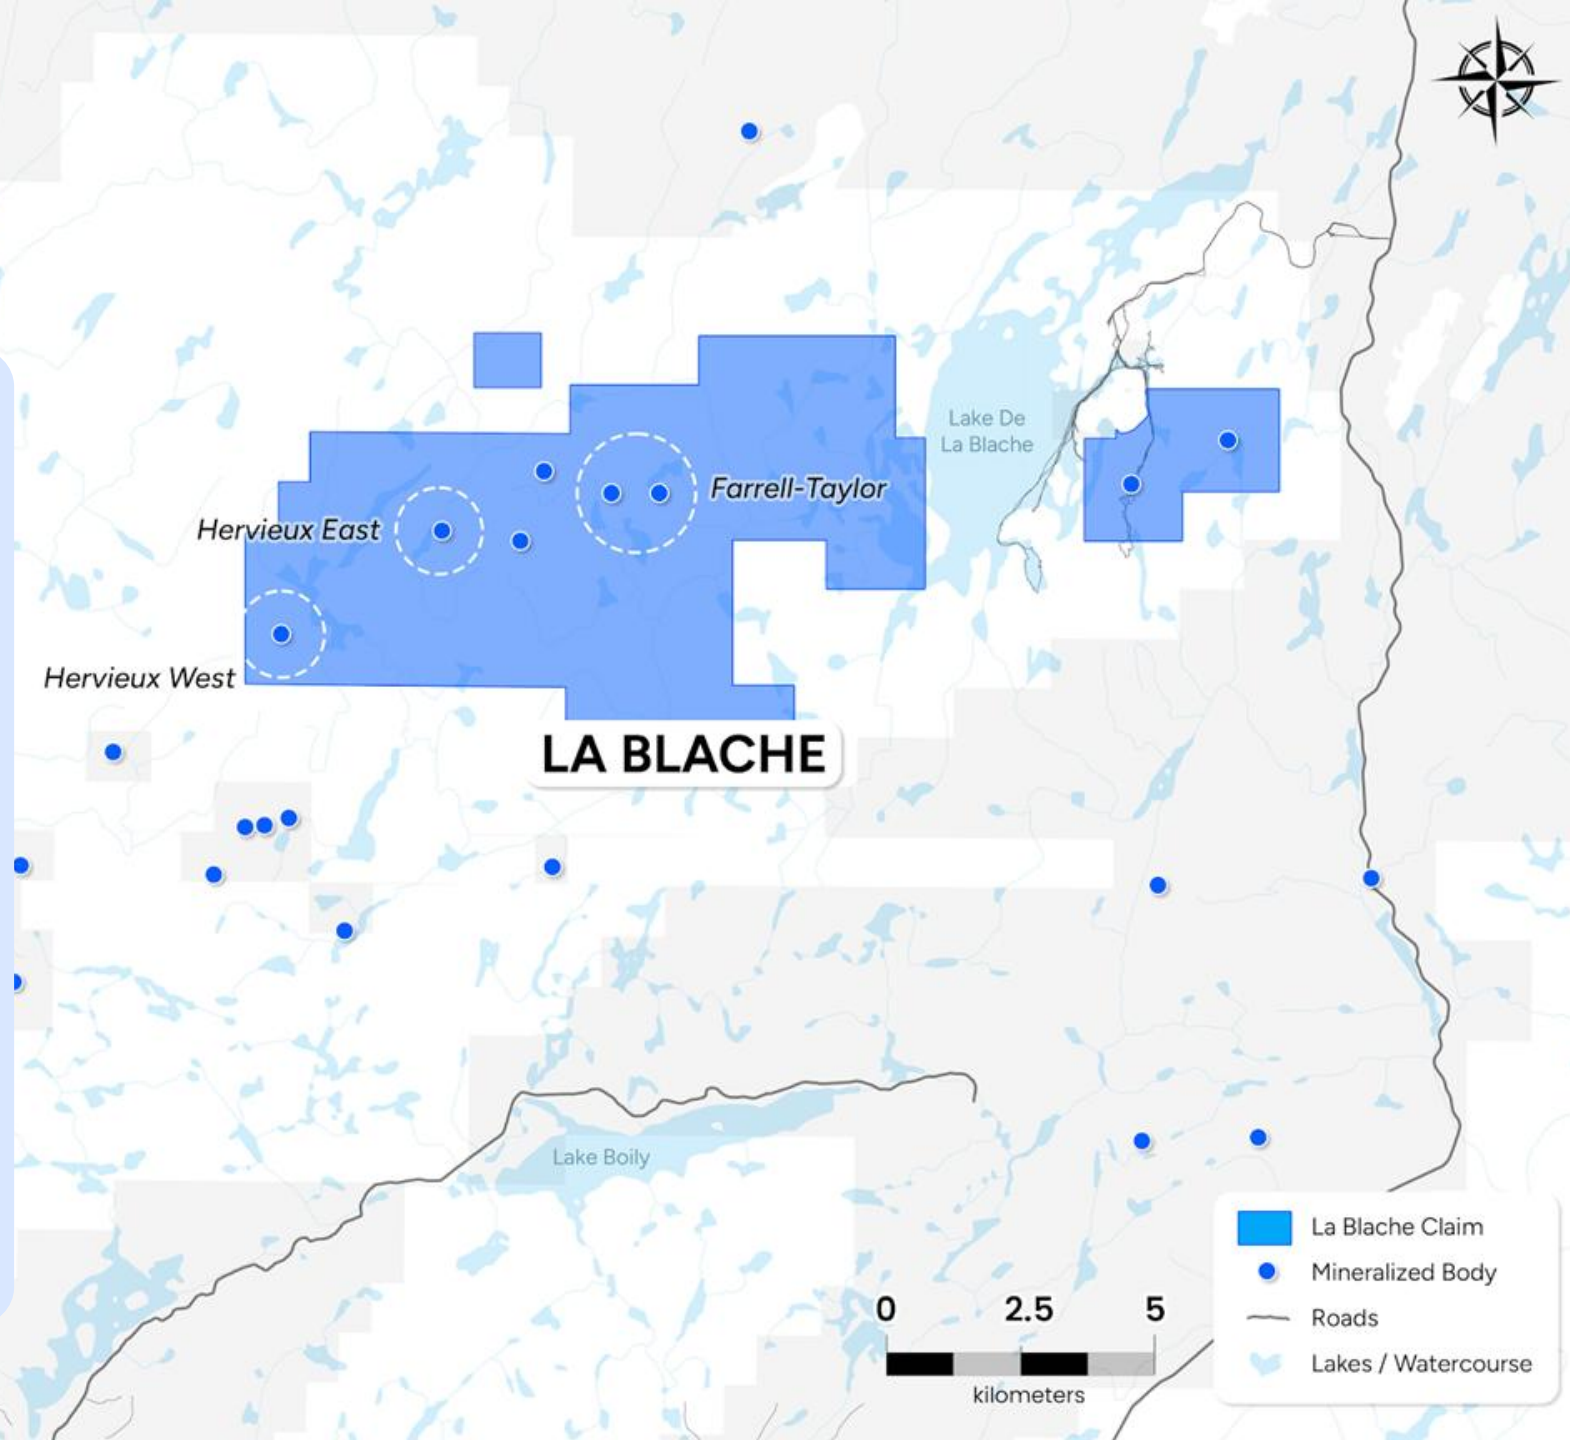 Lake De
La Blache
Farrell-Taylor
Hervieux East
Hervieux West
LA BLACHE
Lake Boily
La Blache Claim
Mineralized Body
Roads
Lakes / Watercourse
0 2.5 5
kilometers